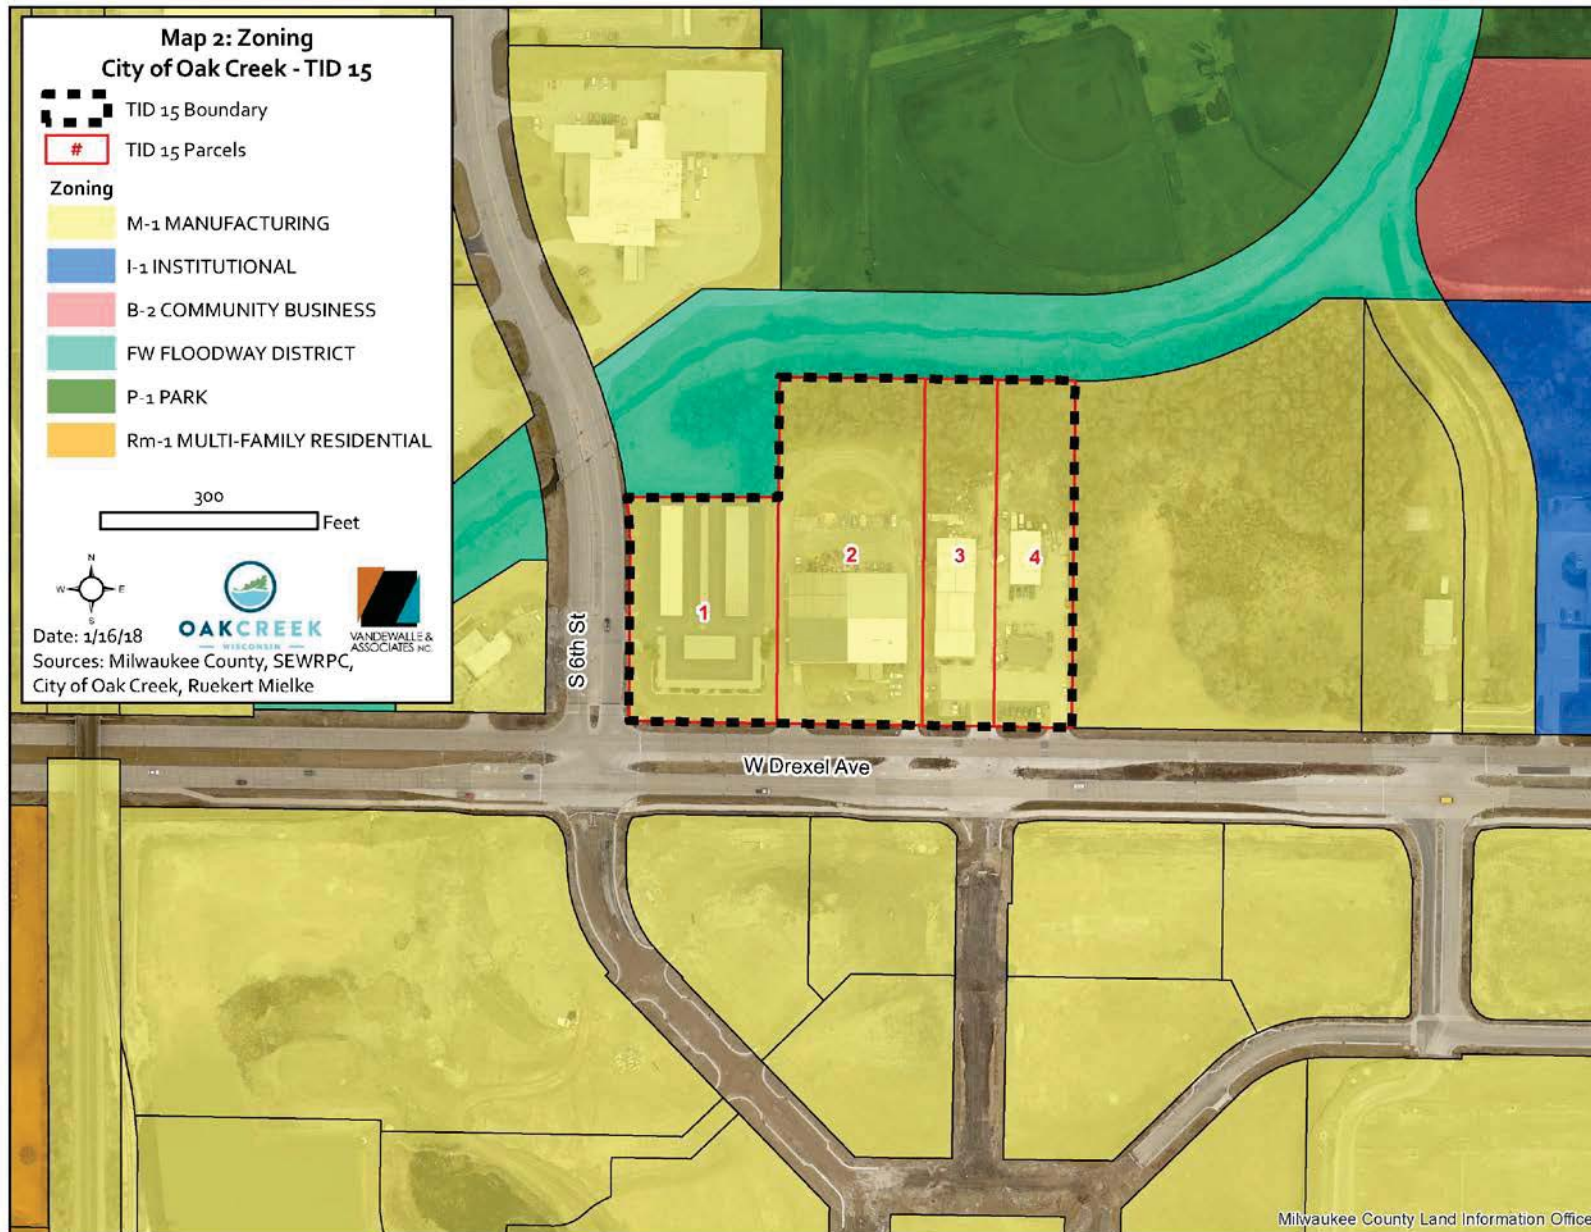 Map 2: Zoning
City of Oak Creek - TID 15
TID 15 Boundary
#
TID 15 Parcels
Zoning
M-1 MANUFACTURING
I-1 INSTITUTIONAL
B-2 COMMUNITY BUSINESS
FW FLOODWAY DISTRICT
P-1 PARK
Rm-1 MULTI-FAMILY RESIDENTIAL
300
Feet
N
W
E
S
OAKCREEK
WISCONSIN
VANDEWALLE &
ASSOCIATES INC.
Date: 1/16/18
Sources: Milwaukee County, SEWRPC,
City of Oak Creek, Ruekert Mielke
S 6th St
1
2
3
4
W Drexel Ave
Milwaukee County Land Information Office